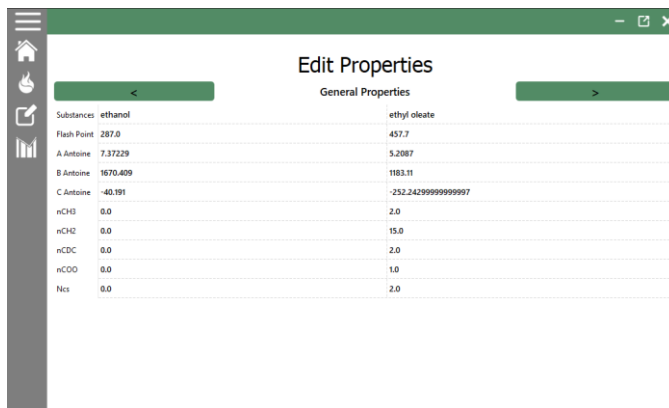 Edit Properties
< General Properties >
Substances ethanol ethyl oleate
Flash Point 287.0 457.7
A Antoine 7.37229 5.2087
B Antoine 1670.409 1183.11
C Antoine -40.191 -252.24299999999997
nCH3 0.0 2.0
nCH2 0.0 15.0
nCDC 0.0 2.0
nCOO 0.0 1.0
Ncs 0.0 2.0